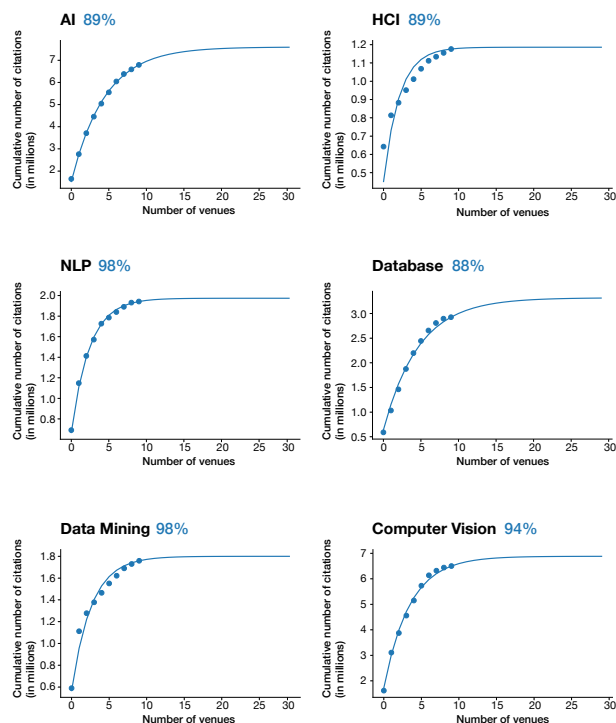 AI 89%
Cumulative number of citations
(in millions)
7
6
5
4
3
2
0 5 10 15 20 25 30
Number of venues
HCI 89%
Cumulative number of citations
(in millions)
1.2
1.1
1.0
0.9
0.8
0.7
0.6
0.5
0 5 10 15 20 25 30
Number of venues
NLP 98%
Cumulative number of citations
(in millions)
2.0
1.8
1.6
1.4
1.2
1.0
0.8
0 5 10 15 20 25 30
Number of venues
Database 88%
Cumulative number of citations
(in millions)
3.0
2.5
2.0
1.5
1.0
0.5
0 5 10 15 20 25 30
Number of venues
Data Mining 98%
Cumulative number of citations
(in millions)
1.8
1.6
1.4
1.2
1.0
0.8
0.6
0 5 10 15 20 25 30
Number of venues
Computer Vision 94%
Cumulative number of citations
(in millions)
7
6
5
4
3
2
0 5 10 15 20 25 30
Number of venues